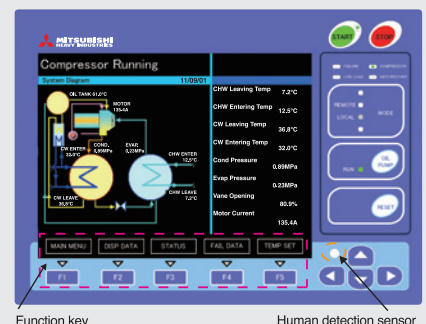 MITSUBISHI
HEAVY INDUSTRIES
START
STOP
Compressor Running
System Diagram 11/09/01
OIL TANK 61,0°C
MOTOR
135.4A
CW ENTER
32,0°C
COND.
0,89MPa
EVAP.
0,23MPa
CHW ENTER
12,5°C
CW LEAVE
36,8°C
CHW LEAVE
7.2°C
CHW Leaving Temp 7.2°C
CHW Entering Temp 12,5°C
CW Leaving Temp 36,8°C
CW Entering Temp 32.0°C
Cond Pressure 0.89MPa
Evap Pressure 0.23MPa
Vane Opening 80.9%
Motor Current 135,4A
FAILURE
COMPRESSOR
REMOTE
LOCAL
MODE
RUN
OIL
PUMP
RESET
MAIN MENU DISP DATA STATUS FAIL DATA TEMP SET
F1 F2 F3 F4 F5
Function key
Human detection sensor